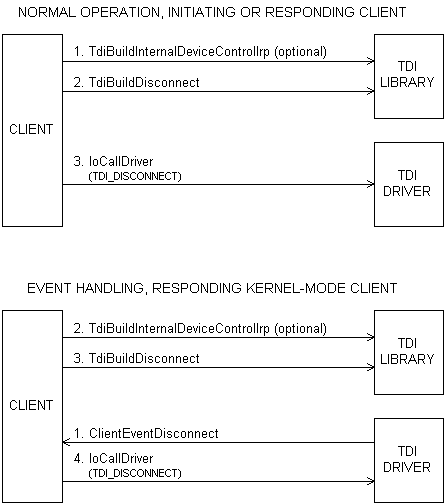 NORMAL OPERATION, INITIATING OR RESPONDING CLIENT
1. TdiBuildInternalDeviceControlIrp (optional)
TDI
LIBRARY
2. TdiBuildDisconnect
CLIENT
3. IoCallDriver
(TDI_DISCONNECT)
TDI
DRIVER
EVENT HANDLING, RESPONDING KERNEL-MODE CLIENT
2. TdiBuildInternalDeviceControlIrp (optional)
TDI
LIBRARY
3. TdiBuildDisconnect
CLIENT
1. ClientEventDisconnect
4. IoCallDriver
(TDI_DISCONNECT)
TDI
DRIVER